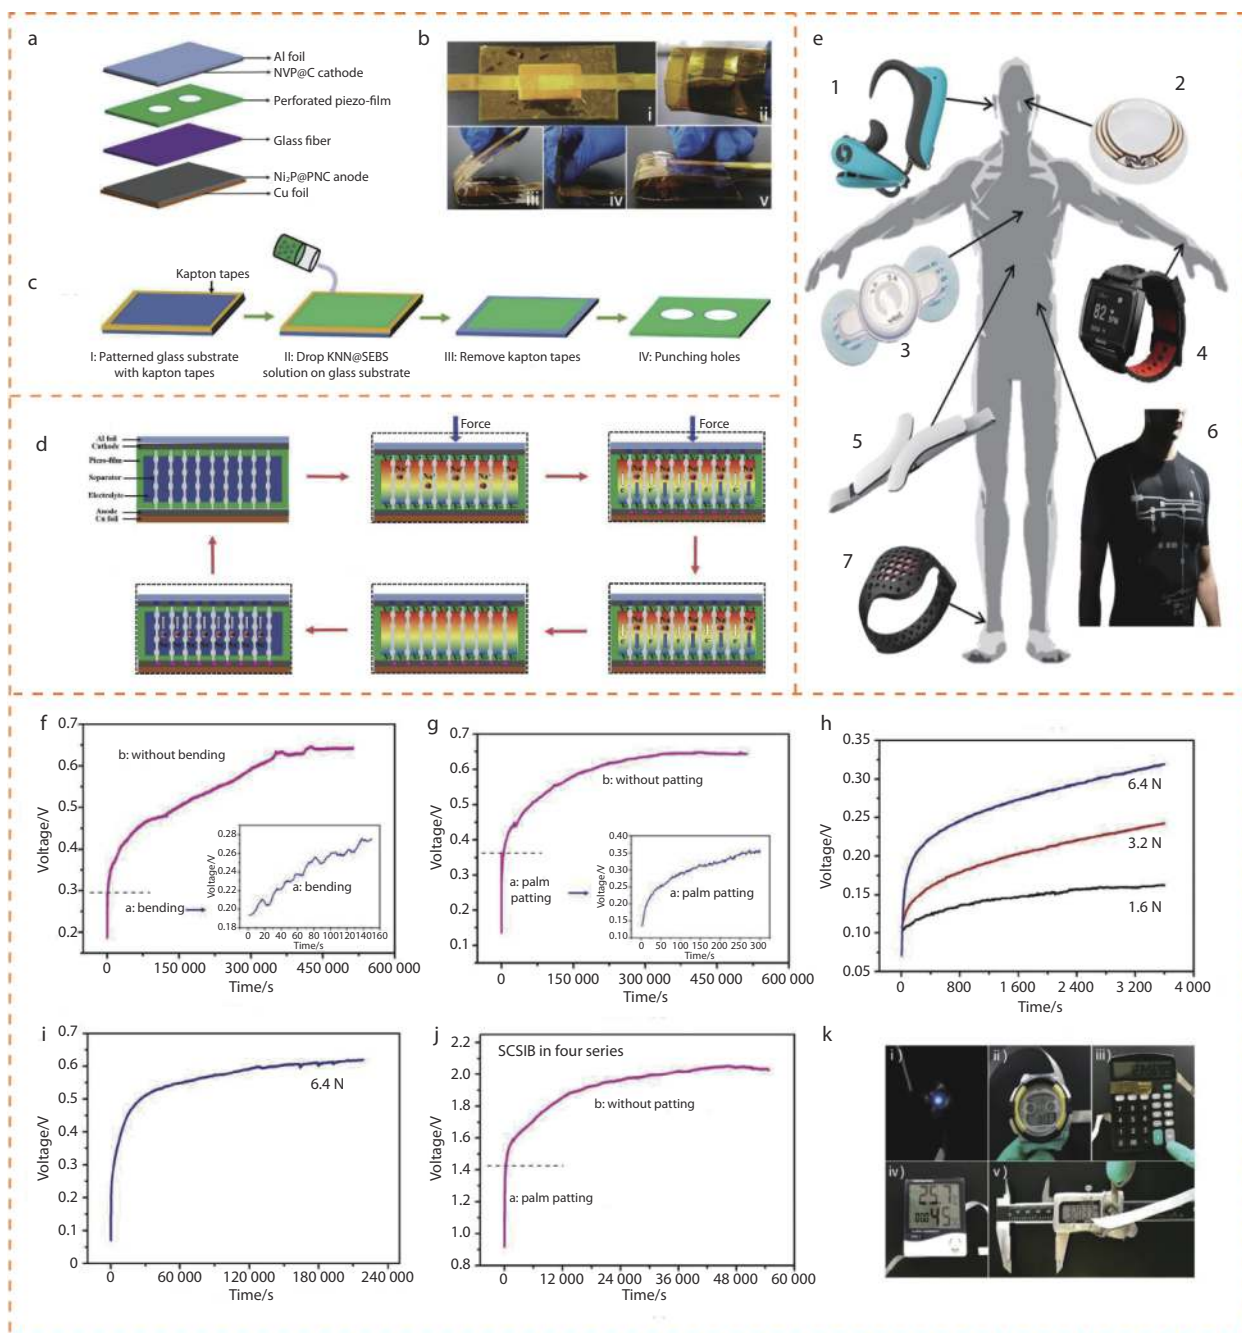 a
Al foil
NVP@C cathode
Perforated piezo-film
Glass fiber
Ni₂P@PNC anode
Cu foil
b
i
ii
iii
iv
v
c
Kapton tapes
I: Patterned glass substrate
with kapton tapes
II: Drop KNN@SEBS
solution on glass substrate
III: Remove kapton tapes
IV: Punching holes
d
Al foil
Cathode
Piezo-film
Separator
Electrolyte
Anode
Cu foil
Force
Force
e
1
2
3
4
5
6
7
82
f
Voltage/V
0.7
0.6
0.5
0.4
0.3
0.2
b: without bending
a: bending
0
150 000
300 000
450 000
600 000
Time/s
Voltage/V
0.28
0.26
0.24
0.22
0.20
0.18
a: bending
0 20 40 60 80 100 120 140 160
Time/s
g
Voltage/V
0.7
0.6
0.5
0.4
0.3
0.2
0.1
b: without patting
a: palm
patting
0
150 000
300 000
450 000
600 000
Time/s
Voltage/V
0.40
0.35
0.30
0.25
0.20
0.15
0.10
a: palm patting
0 50 100 150 200 250 300
Time/s
h
Voltage/V
0.35
0.30
0.25
0.20
0.15
0.10
0.05
6.4 N
3.2 N
1.6 N
0
800
1 600
2 400
3 200
4 000
Time/s
i
Voltage/V
0.7
0.6
0.5
0.4
0.3
0.2
0.1
0
6.4 N
0
60 000
120 000
180 000
240 000
Time/s
j
SCSIB in four series
Voltage/V
2.2
2.0
1.8
1.6
1.4
1.2
1.0
0.8
b: without patting
a: palm patting
0
12 000
24 000
36 000
48 000
60 000
Time/s
k
i)
ii)
iii)
iv)
v)